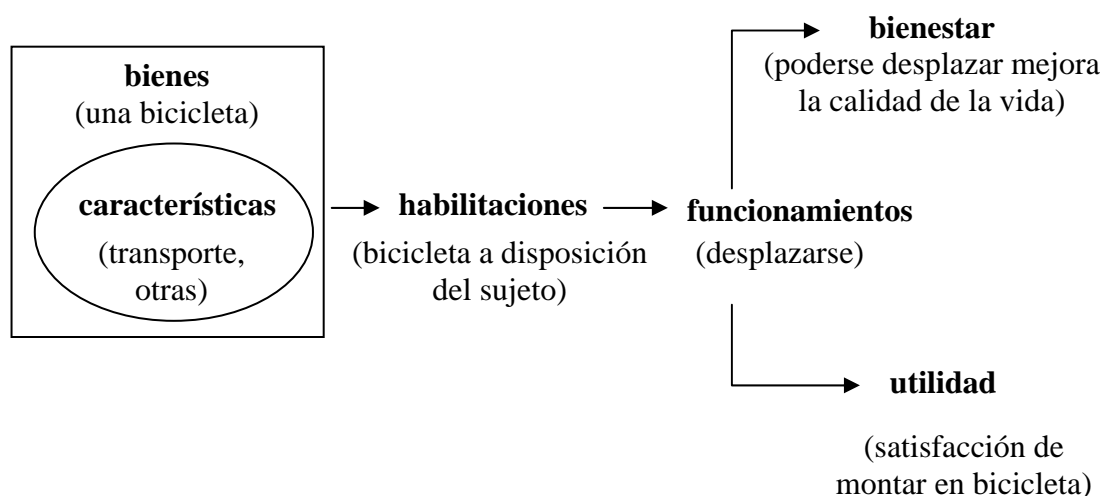 bienes
(una bicicleta)
características
(transporte,
otras)
habilitaciones
(bicicleta a disposición
del sujeto)
funcionamientos
(desplazarse)
bienestar
(poderse desplazar mejora
la calidad de la vida)
utilidad
(satisfacción de
montar en bicicleta)